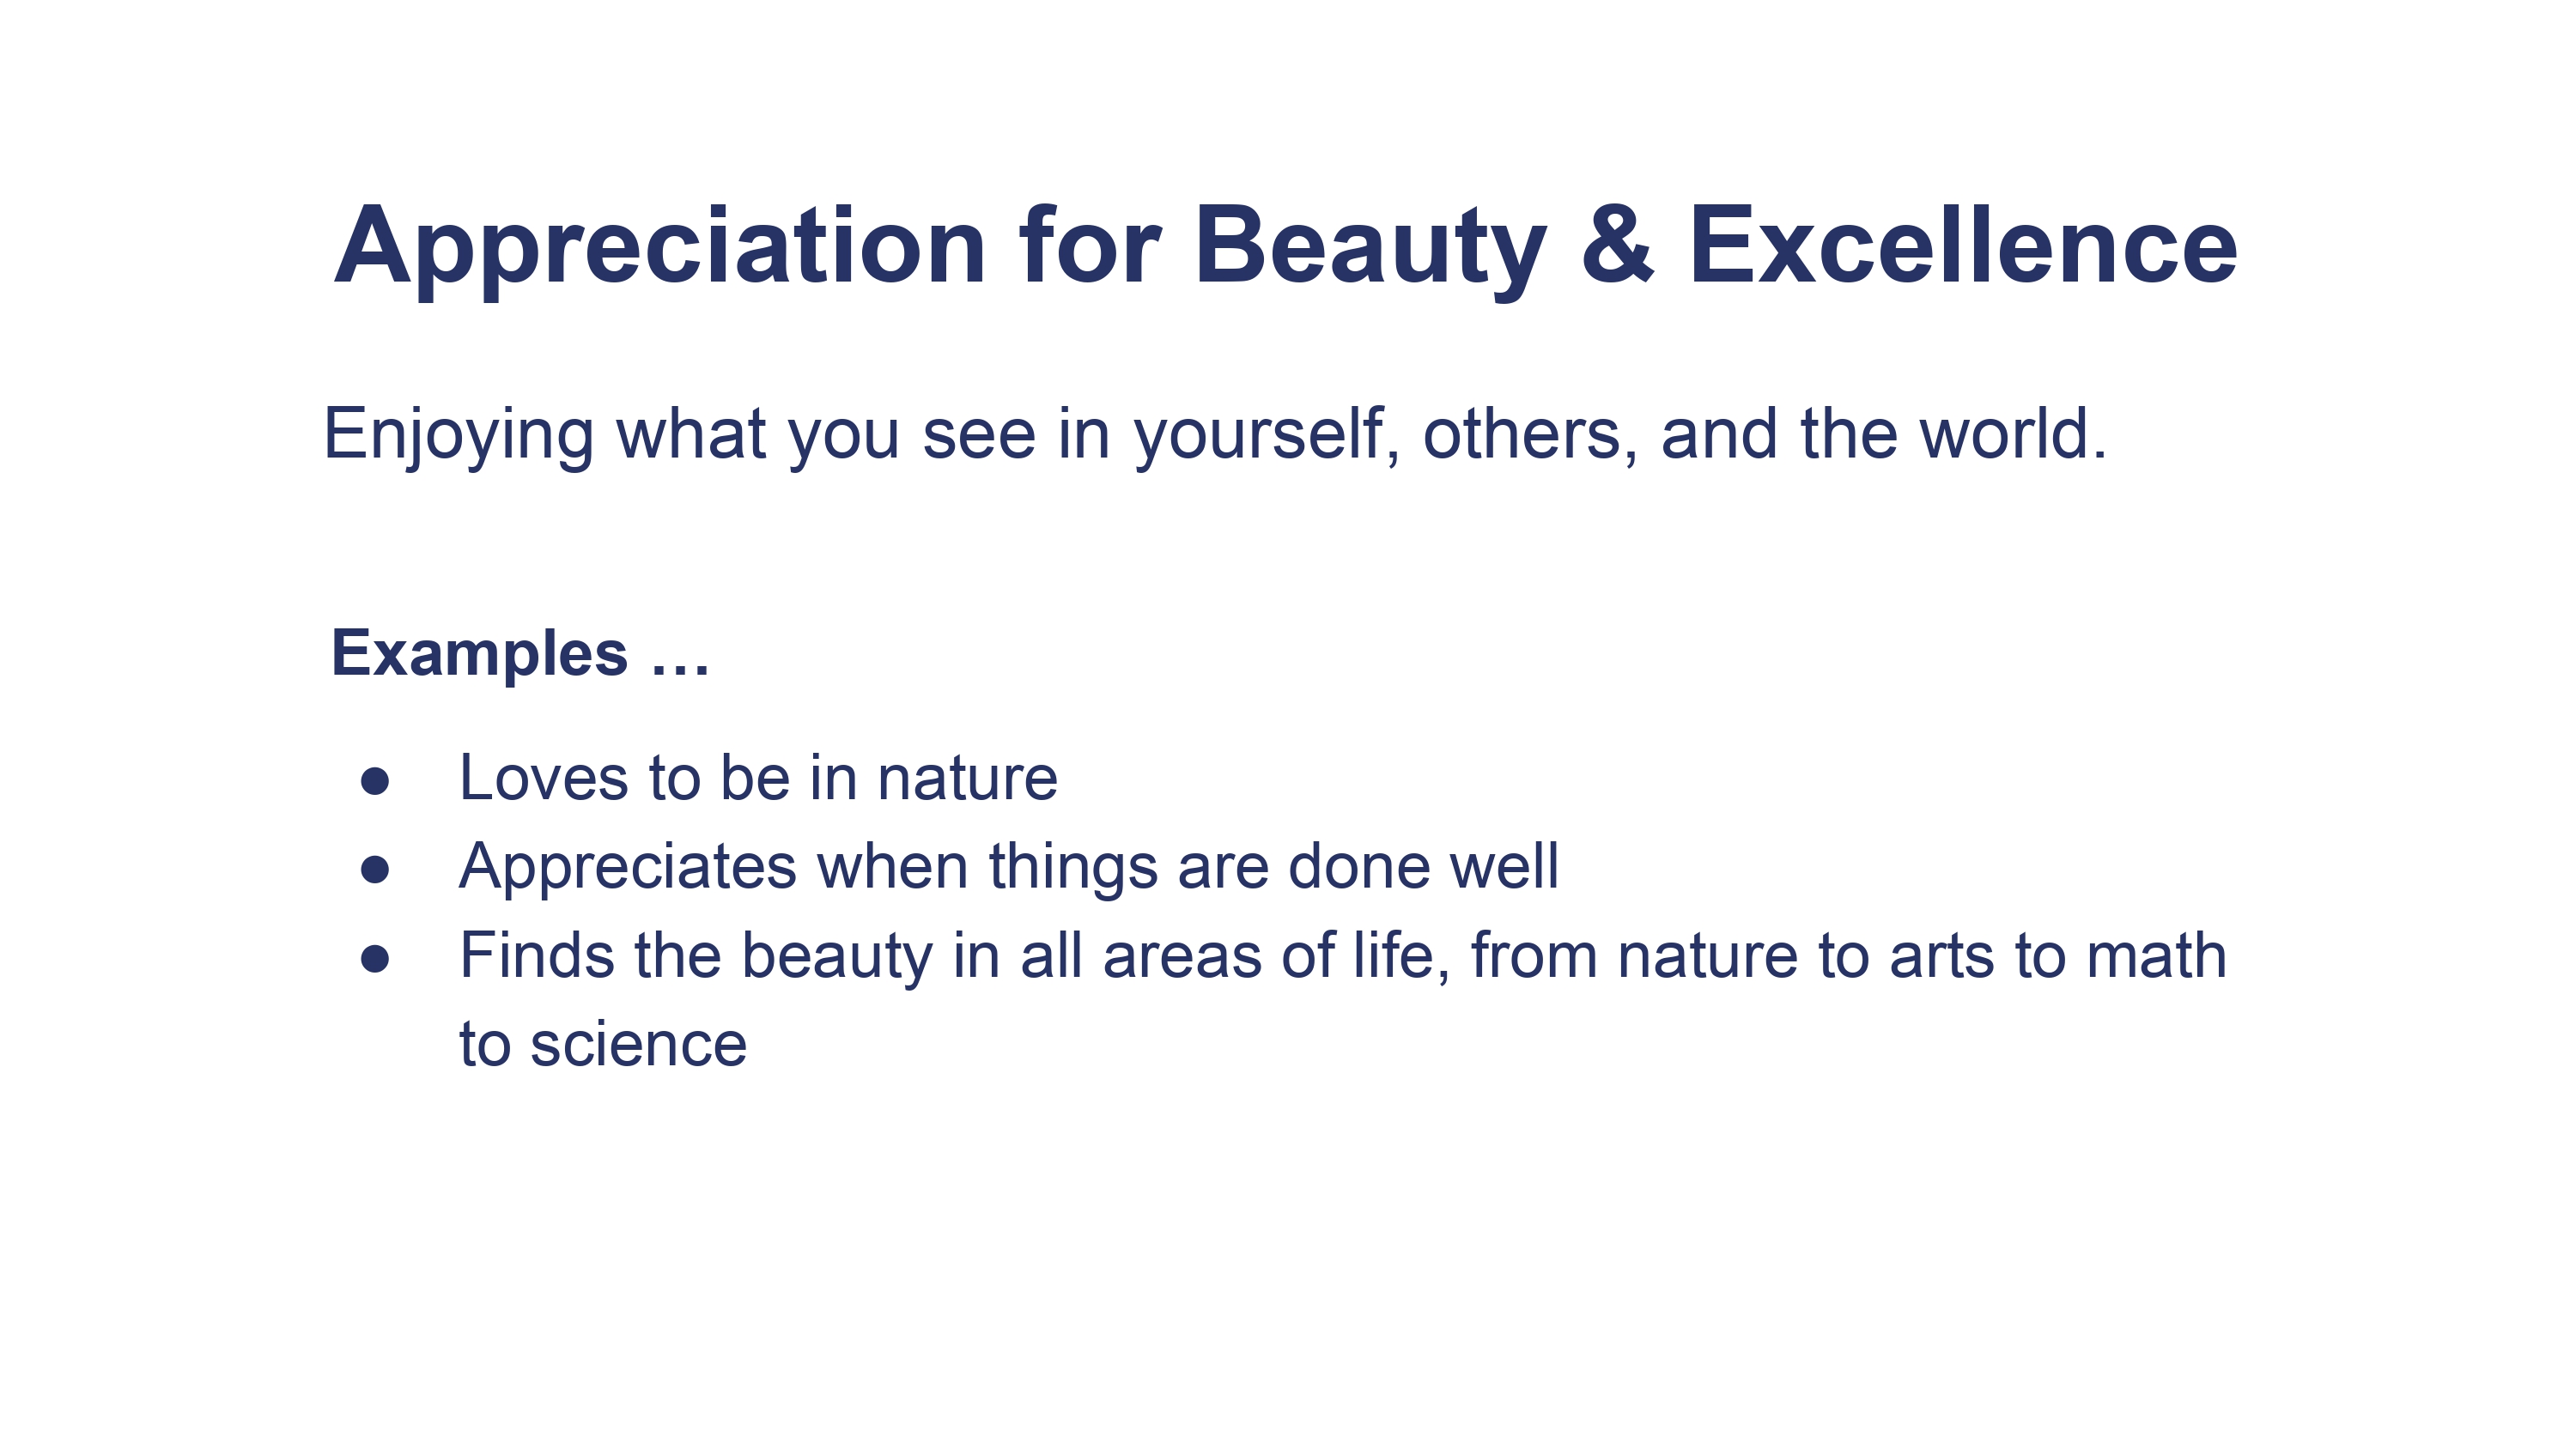 Appreciation for Beauty & Excellence
Enjoying what you see in yourself, others, and the world.
Examples …
● Loves to be in nature
● Appreciates when things are done well
● Finds the beauty in all areas of life, from nature to arts to math
to science